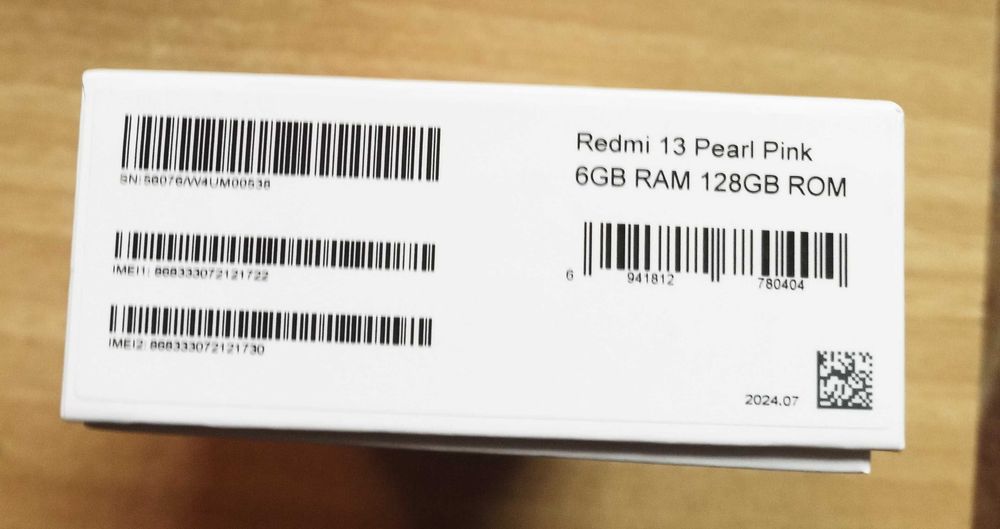 SN:56076/W4UM00538
IMEI1: 868333072121722
IMEI2: 868333072121730
Redmi 13 Pearl Pink
6GB RAM 128GB ROM
6 941812 780404
2024.07